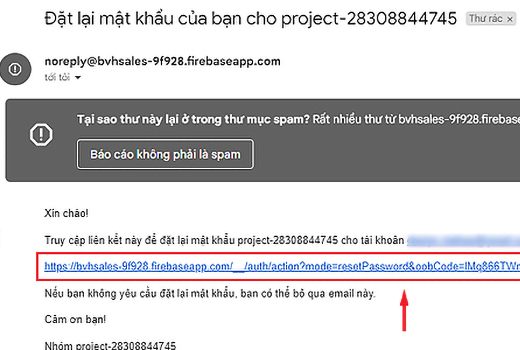 Đặt lại mật khẩu của bạn cho project-28308844745 Thư rác ×
noreply@bvhsales-9f928.firebaseapp.com
tới tôi
Tại sao thư này lại ở trong thư mục spam? Rất nhiều thư từ bvhsales-9f928.firebase
Báo cáo không phải là spam
Xin chào!
Truy cập liên kết này để đặt lại mật khẩu project-28308844745 cho tài khoản
https://bvhsales-9f928.firebaseapp.com/__/auth/action?mode=resetPassword&oobCode=IMq866TWn
Nếu bạn không yêu cầu đặt lại mật khẩu, bạn có thể bỏ qua email này.
Cảm ơn bạn!
Nhóm project-28308844745